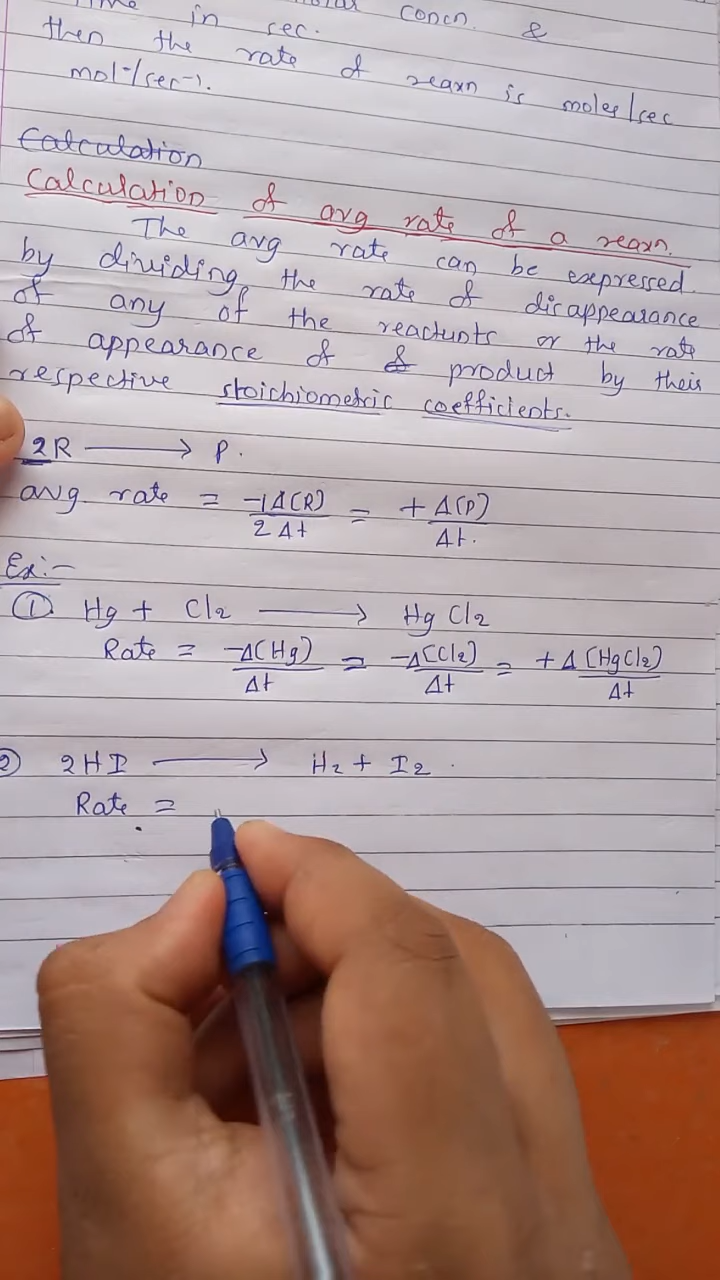 in sec. concn. &
then the rate of reaxn is moles/sec
mol-1/sec-1.
Calculation
Calculation of avg rate of a reaxn.
The avg rate can be expressed
by dividing the rate of disappearance
of any of the reactunts or the rate
of appearance of & product by their
respective stoichiometric coefficients.
2R ⟶ P.
avg rate = -1Δ(R)/2Δt = +Δ(P)/Δt.
Ex:-
① Hg + Cl2 ⟶ HgCl2
Rate = -Δ(Hg)/Δt = -Δ(Cl2)/Δt = +Δ(HgCl2)/Δt
② 2HI ⟶ H2 + I2.
Rate =